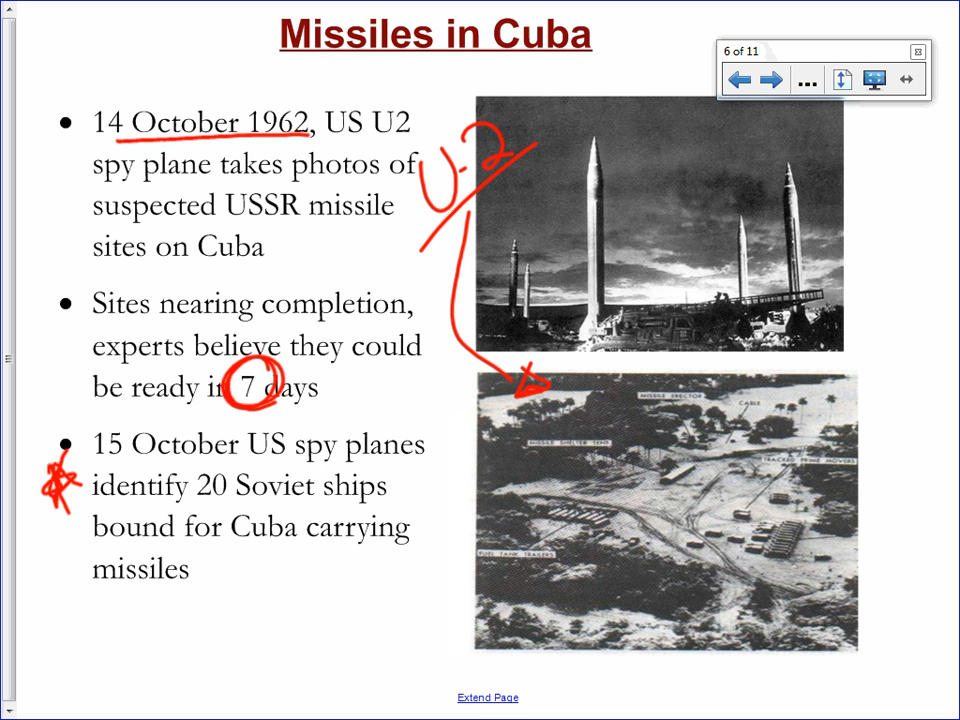 Missiles in Cuba
6 of 11
• 14 October 1962, US U2
spy plane takes photos of
suspected USSR missile
sites on Cuba
• Sites nearing completion,
experts believe they could
be ready in 7 days
• 15 October US spy planes
identify 20 Soviet ships
bound for Cuba carrying
missiles
U-2
MISSILE ERECTOR
CABLE
MISSILE SHELTER TENT
TRACKED PRIME MOVERS
FUEL TANK TRAILERS
Extend Page